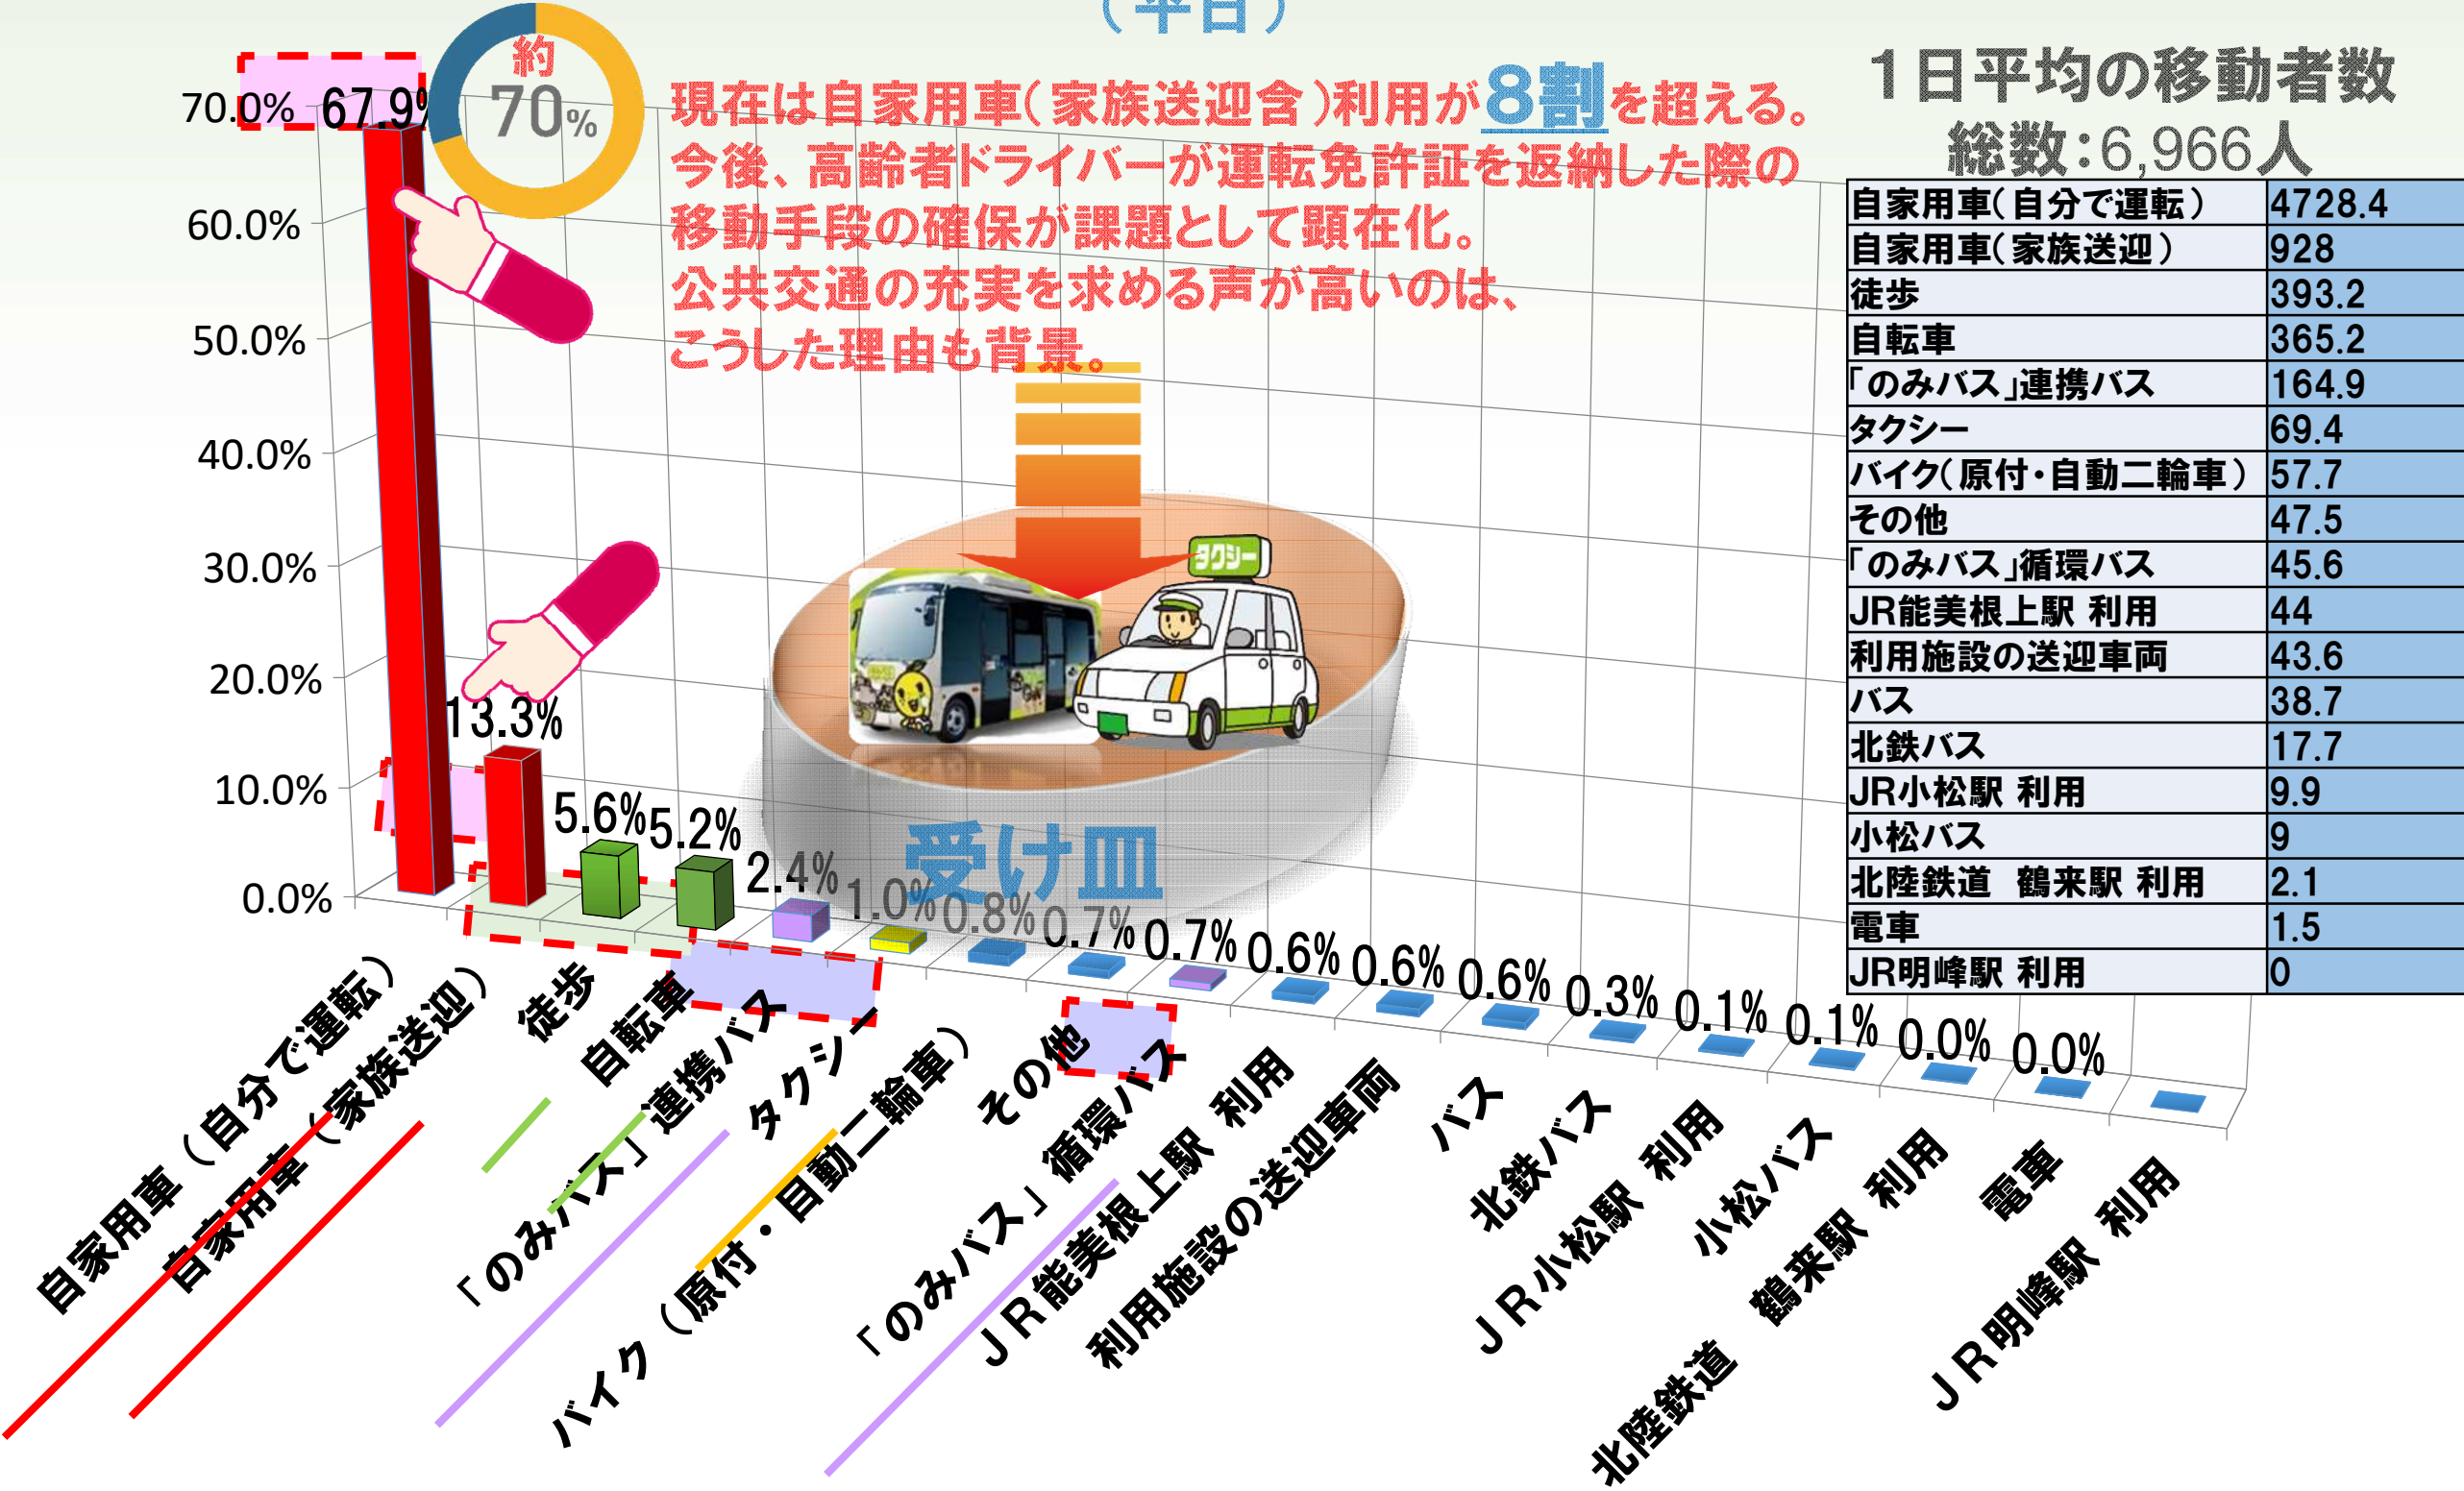 （平日）
約
70%
現在は自家用車（家族送迎含）利用が8割を超える。
今後、高齢者ドライバーが運転免許証を返納した際の
移動手段の確保が課題として顕在化。
公共交通の充実を求める声が高いのは、
こうした理由も背景。
1日平均の移動者数
総数：6,966人
自家用車（自分で運転） 4728.4
自家用車（家族送迎） 928
徒歩 393.2
自転車 365.2
「のみバス」連携バス 164.9
タクシー 69.4
バイク（原付・自動二輪車） 57.7
その他 47.5
「のみバス」循環バス 45.6
JR能美根上駅 利用 44
利用施設の送迎車両 43.6
バス 38.7
北鉄バス 17.7
JR小松駅 利用 9.9
小松バス 9
北陸鉄道　鶴来駅 利用 2.1
電車 1.5
JR明峰駅 利用 0
70.0%
60.0%
50.0%
40.0%
30.0%
20.0%
10.0%
0.0%
67.9%
13.3%
5.6%
5.2%
2.4%
1.0%
0.8%
0.7%
0.7%
0.6%
0.6%
0.6%
0.3%
0.1%
0.1%
0.0%
0.0%
タクシー
受け皿
自家用車（自分で運転）
自家用車（家族送迎）
徒歩
自転車
「のみバス」連携バス
タクシー
バイク（原付・自動二輪車）
その他
「のみバス」循環バス
ＪＲ能美根上駅 利用
利用施設の送迎車両
バス
北鉄バス
ＪＲ小松駅 利用
小松バス
北陸鉄道　鶴来駅 利用
電車
ＪＲ明峰駅 利用